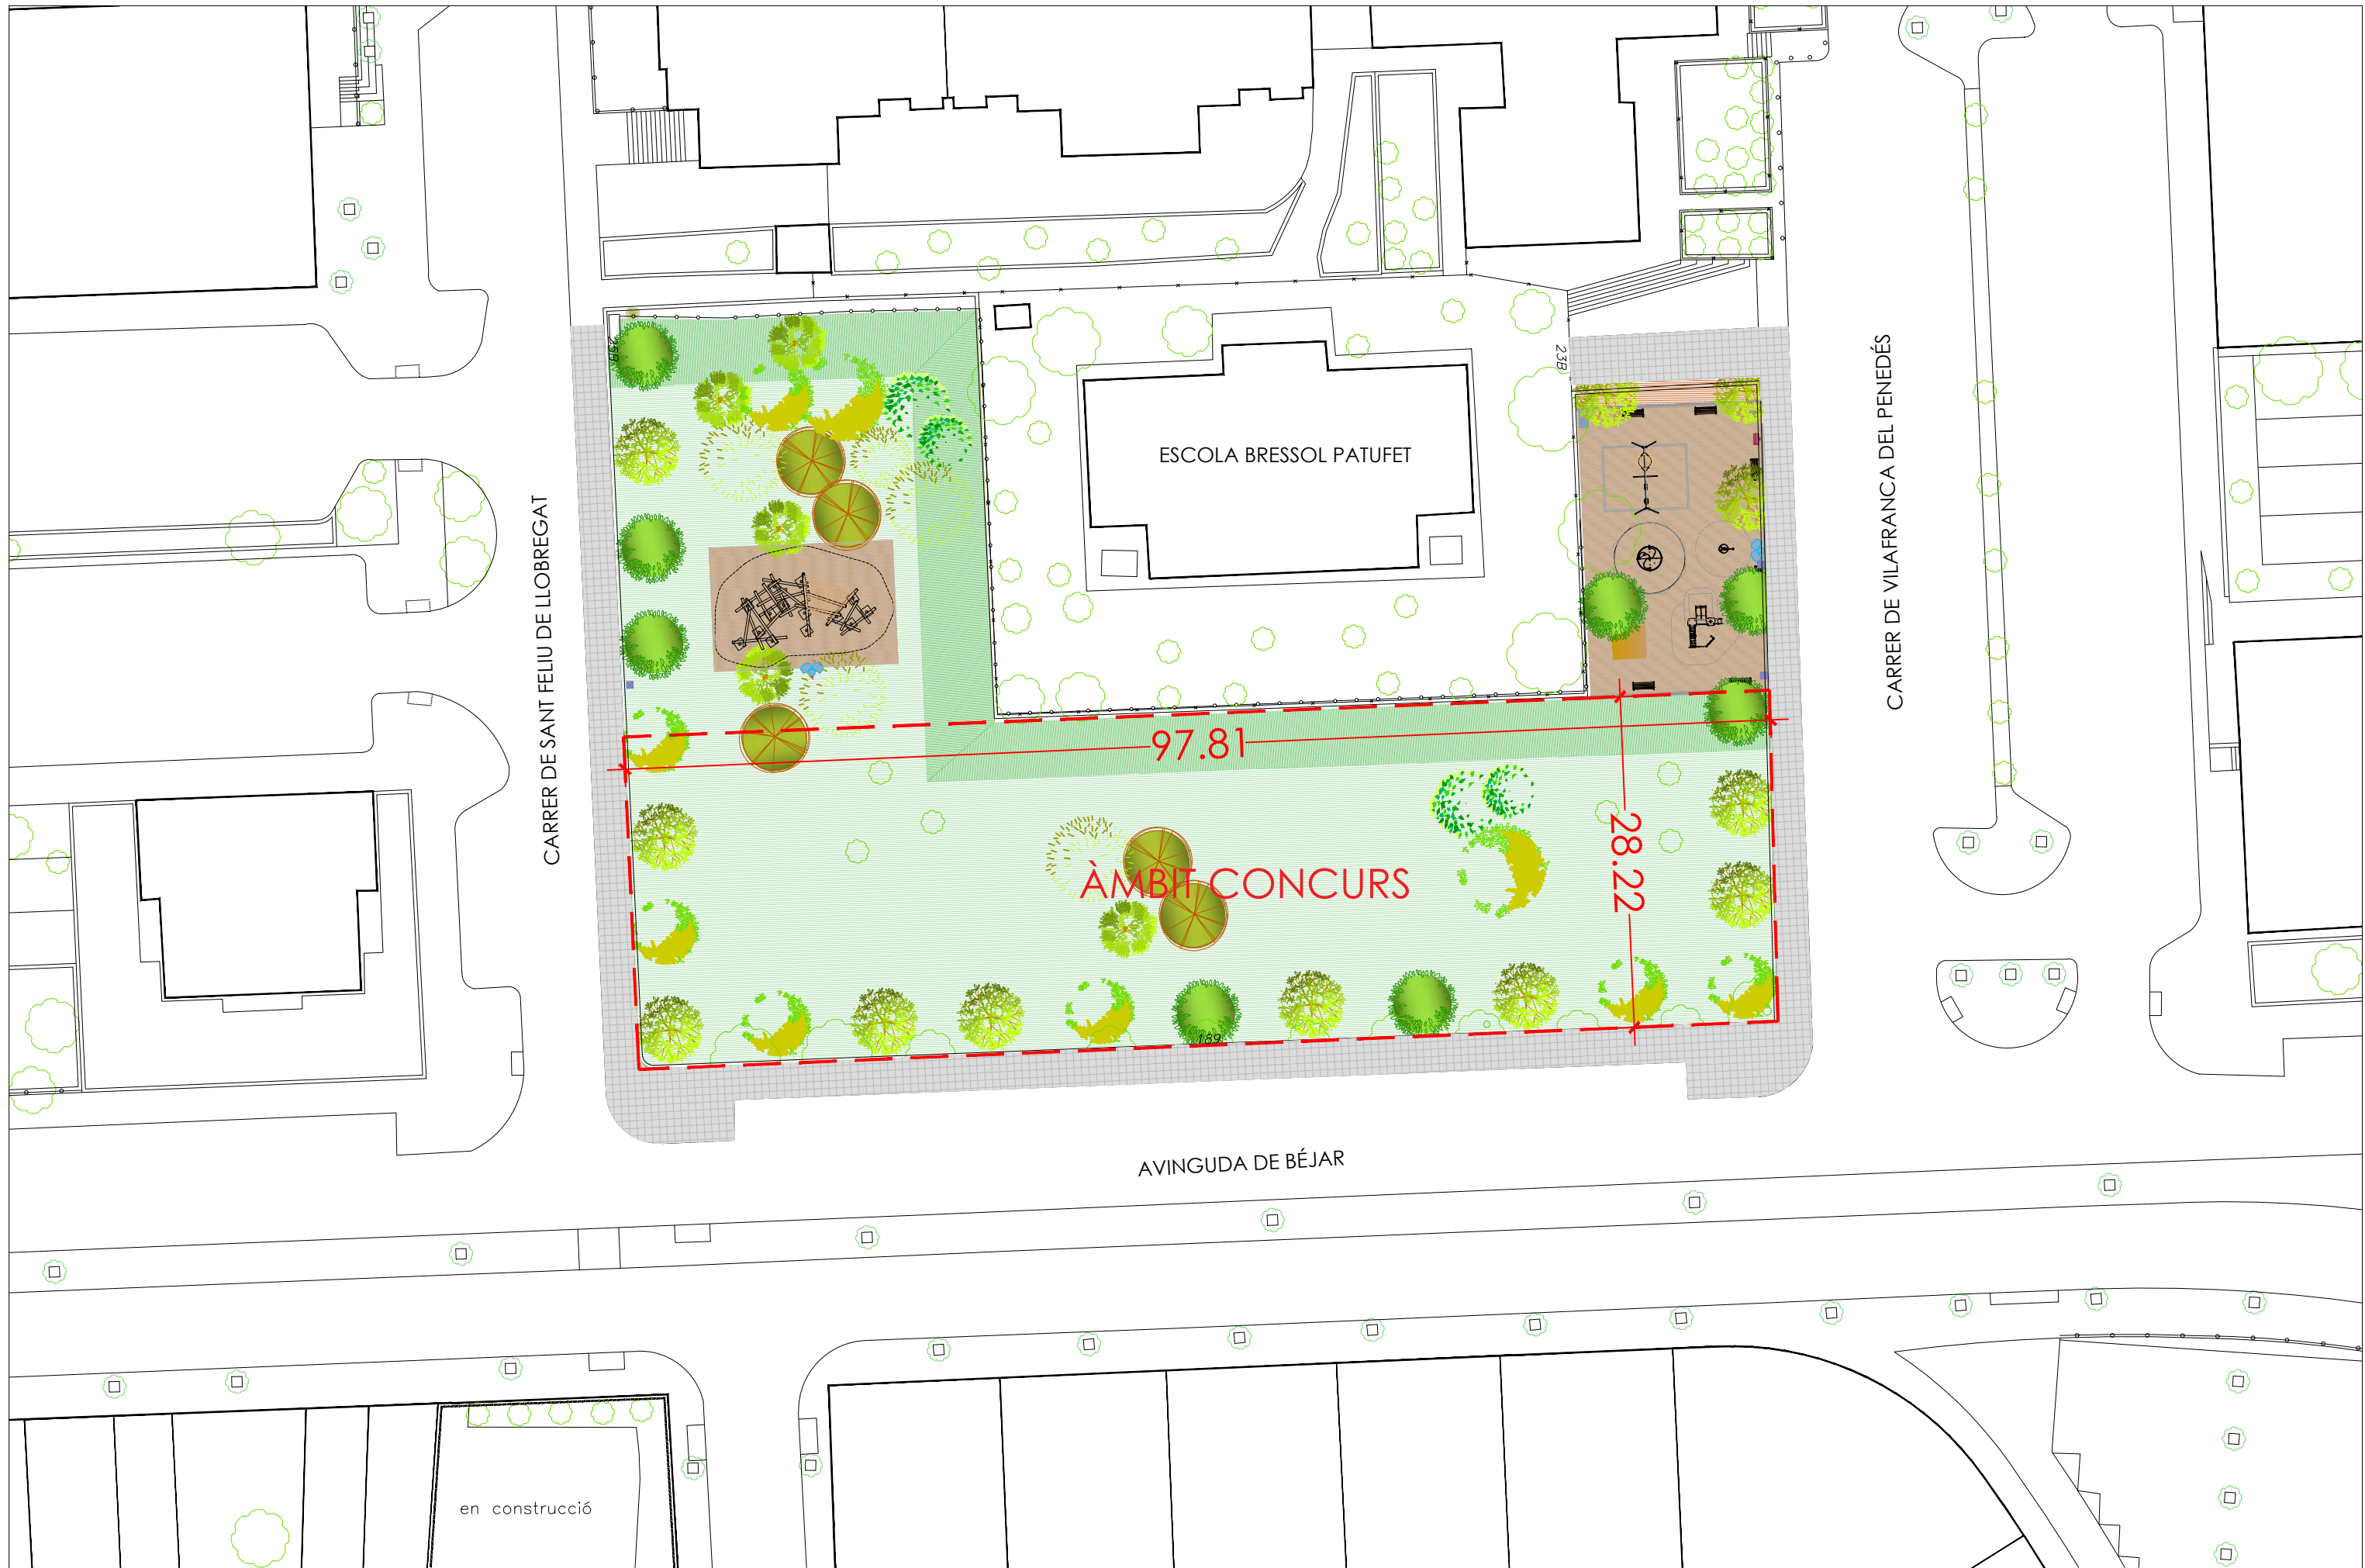 25B
23B
ESCOLA BRESSOL PATUFET
CARRER DE SANT FELIU DE LLOBREGAT
CARRER DE VILAFRANCA DEL PENEDÉS
97.81
28.22
ÀMBIT CONCURS
189
AVINGUDA DE BÉJAR
en construcció